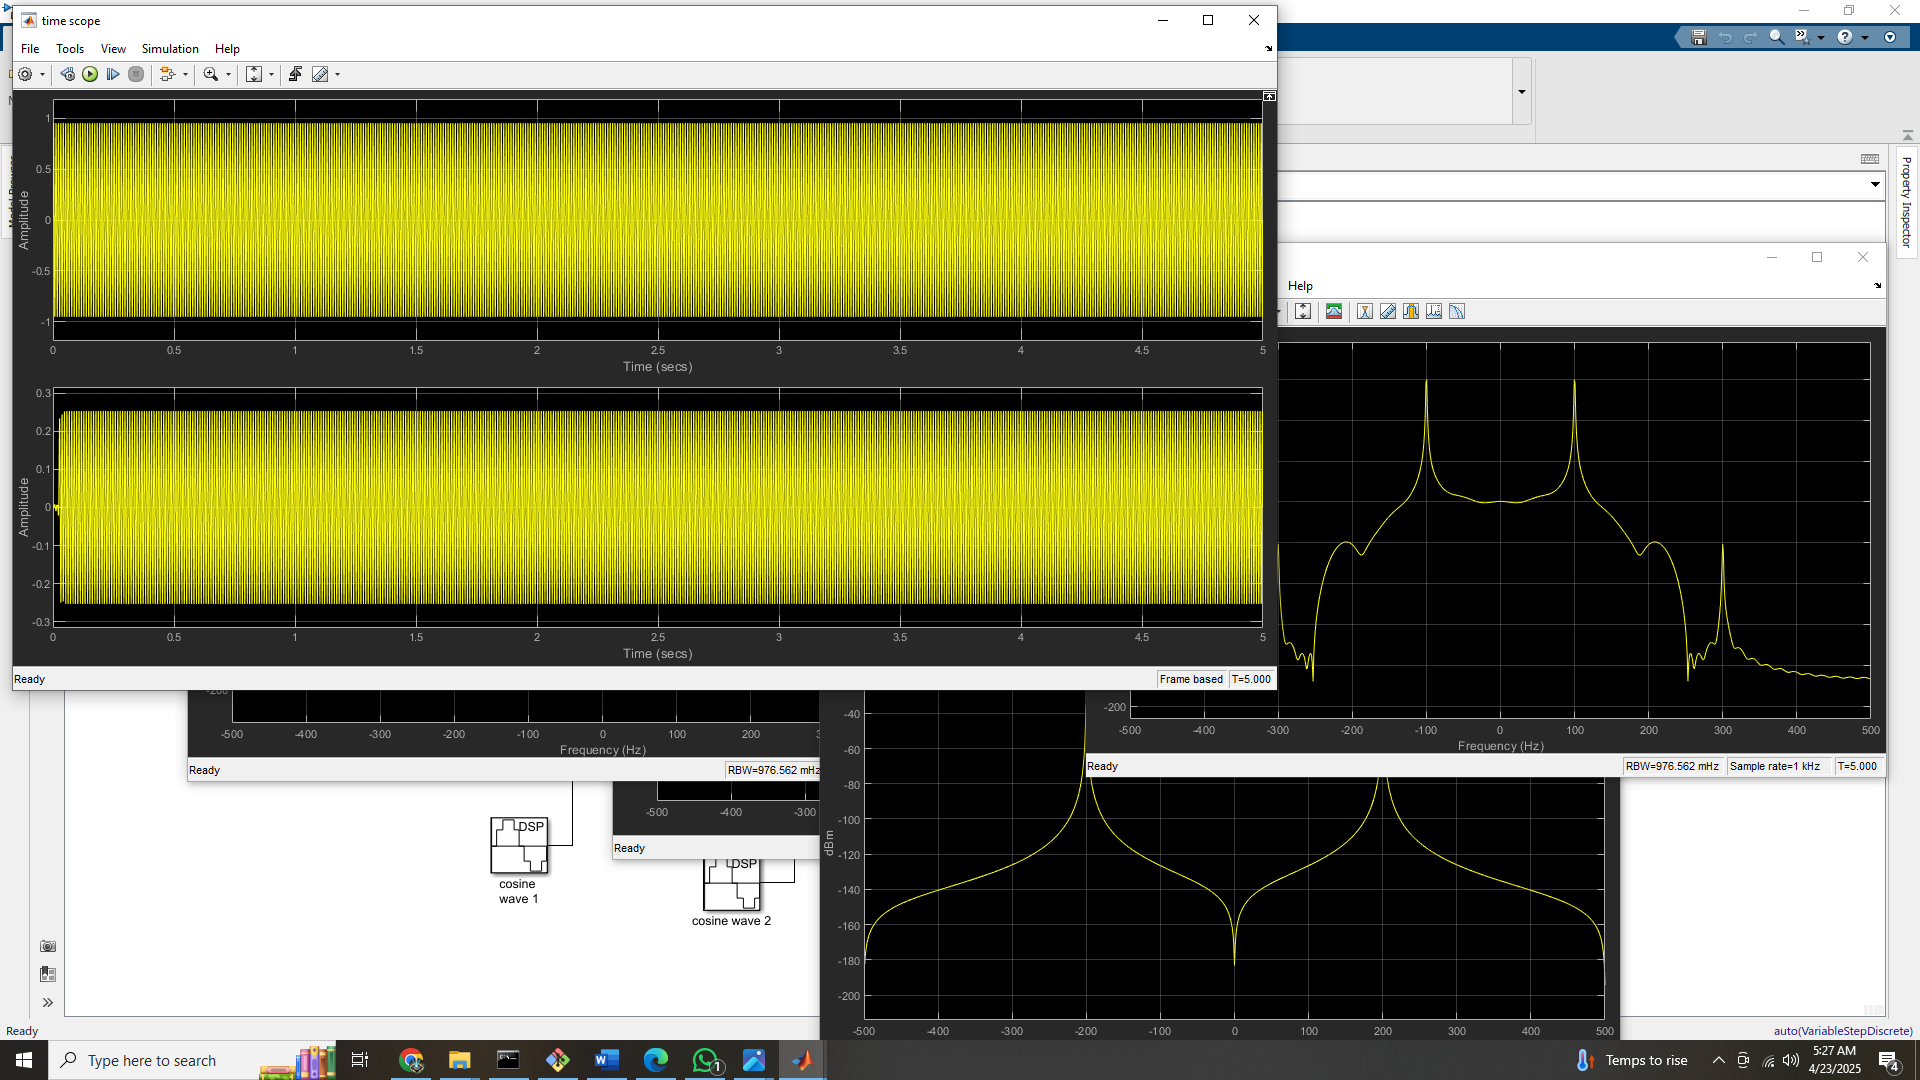 time scope
File Tools View Simulation Help
1
0.5
0
-0.5
-1
Amplitude
0 0.5 1 1.5 2 2.5 3 3.5 4 4.5 5
Time (secs)
0.3
0.2
0.1
0
-0.1
-0.2
-0.3
Amplitude
0 0.5 1 1.5 2 2.5 3 3.5 4 4.5 5
Time (secs)
Ready
Frame based T=5.000
Property Inspector
Help
-200
-500 -400 -300 -200 -100 0 100 200 300 400 500
Frequency (Hz)
Ready
RBW=976.562 mHz Sample rate=1 kHz T=5.000
-500 -400 -300 -200 -100 0 100 200
Frequency (Hz)
Ready
RBW=976.562 mHz
-500 -400 -300
Ready
-40
-60
-80
-100
-120
-140
-160
-180
-200
dBm
-500 -400 -300 -200 -100 0 100 200 300 400 500
DSP
cosine
wave 1
DSP
cosine wave 2
Ready
auto(VariableStepDiscrete)
Type here to search
1
Temps to rise
5:27 AM
4/23/2025
4